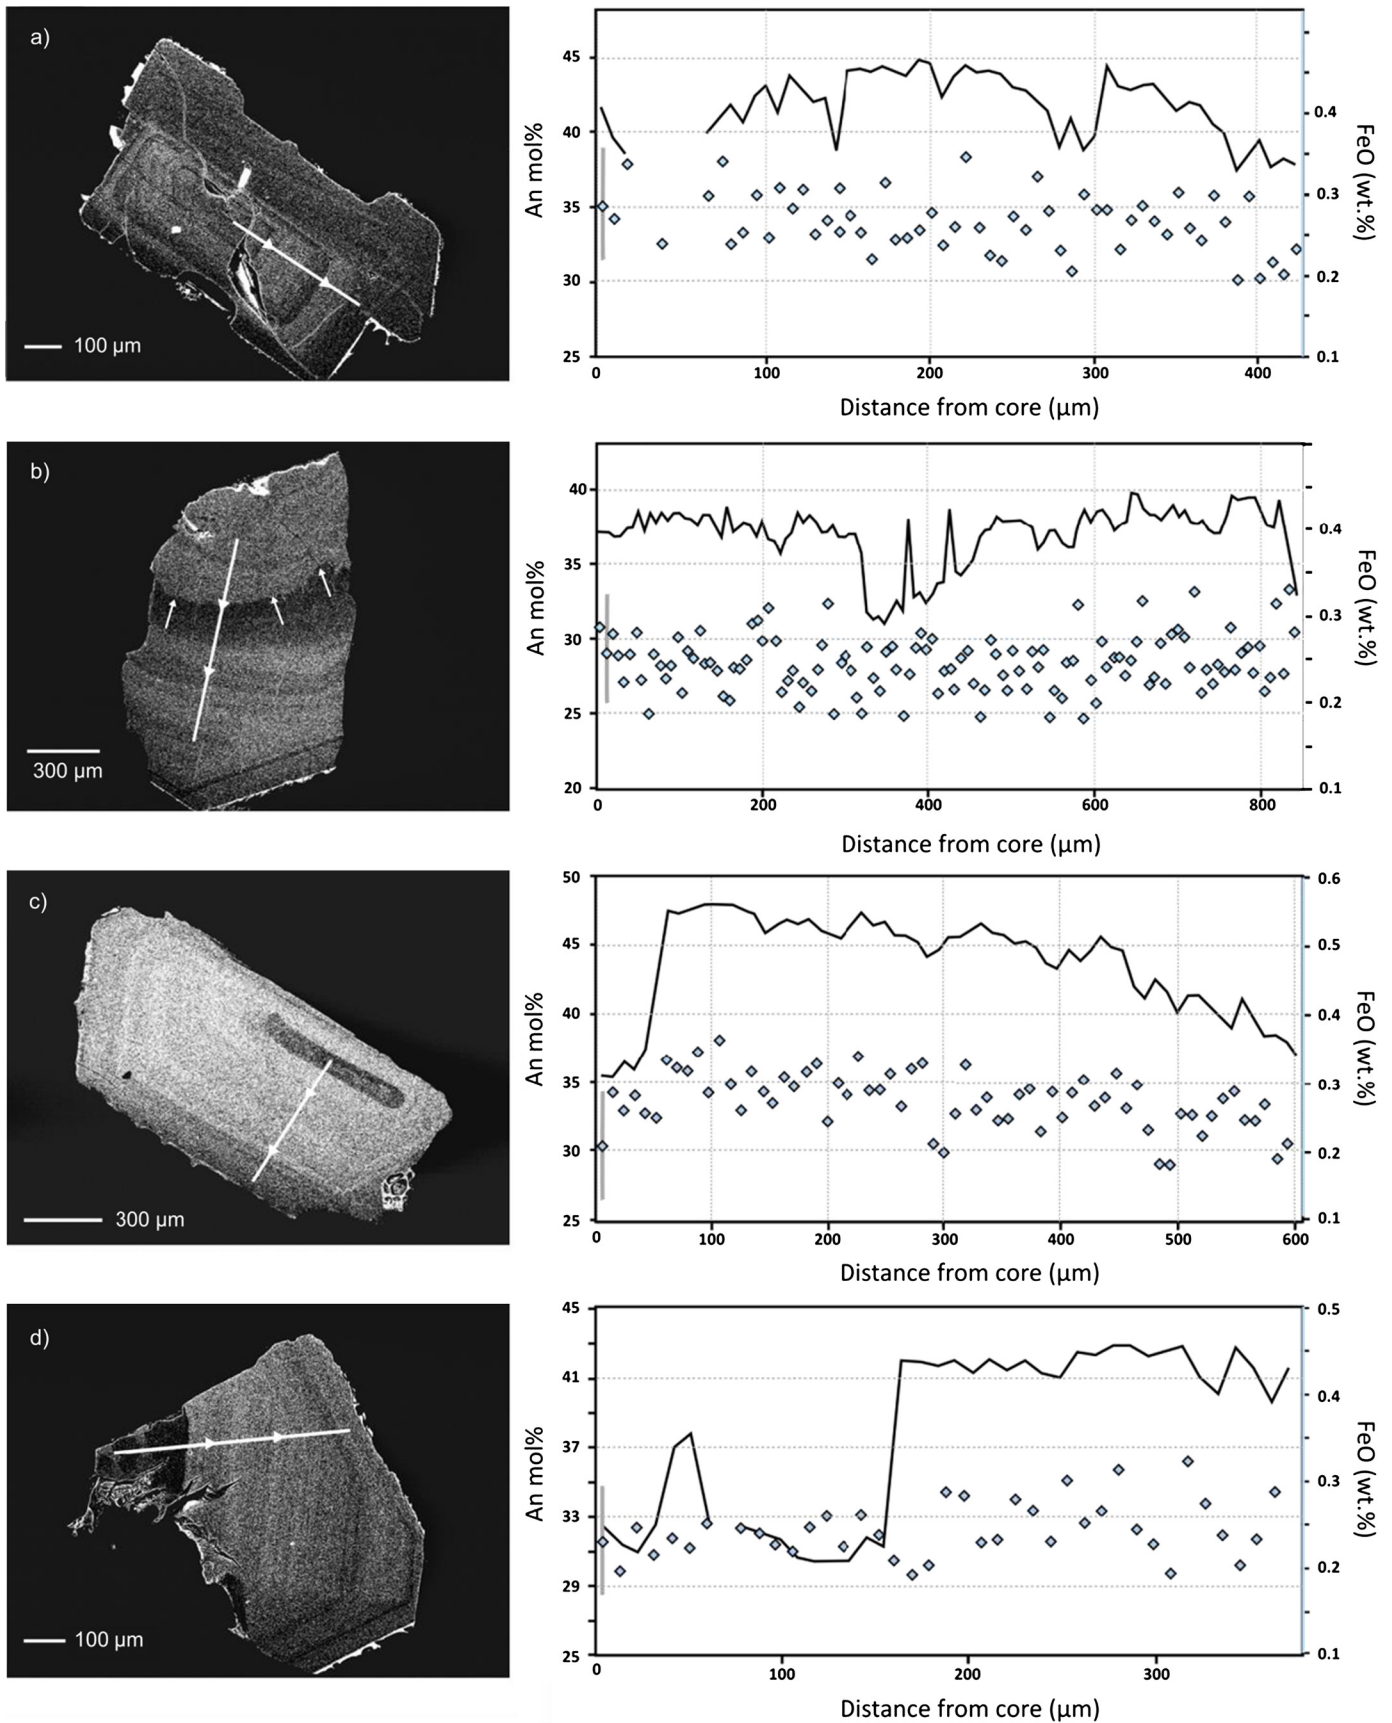 a)
100 µm
An mol%
45
40
35
30
25
0.4
0.3
0.2
0.1
FeO (wt.%)
0 100 200 300 400
Distance from core (µm)
b)
300 µm
An mol%
40
35
30
25
20
0.4
0.3
0.2
0.1
FeO (wt.%)
0 200 400 600 800
Distance from core (µm)
c)
300 µm
An mol%
50
45
40
35
30
25
0.6
0.5
0.4
0.3
0.2
0.1
FeO (wt.%)
0 100 200 300 400 500 600
Distance from core (µm)
d)
100 µm
An mol%
45
41
37
33
29
25
0.5
0.4
0.3
0.2
0.1
FeO (wt.%)
0 100 200 300
Distance from core (µm)